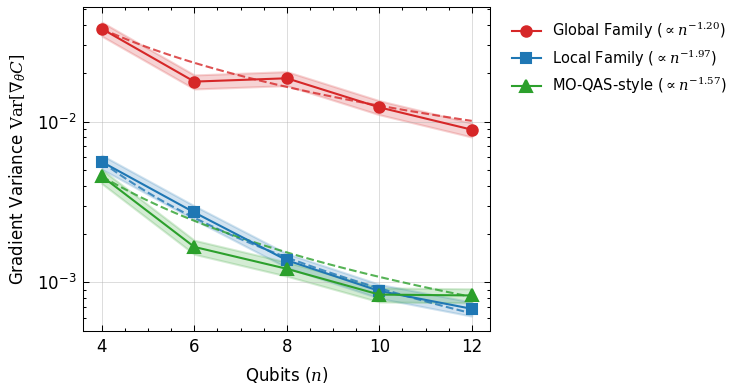 Gradient Variance Var[∇θC]
10⁻²
10⁻³
4
6
8
10
12
Qubits (n)
Global Family (∝ n⁻¹·²⁰)
Local Family (∝ n⁻¹·⁹⁷)
MO-QAS-style (∝ n⁻¹·⁵⁷)